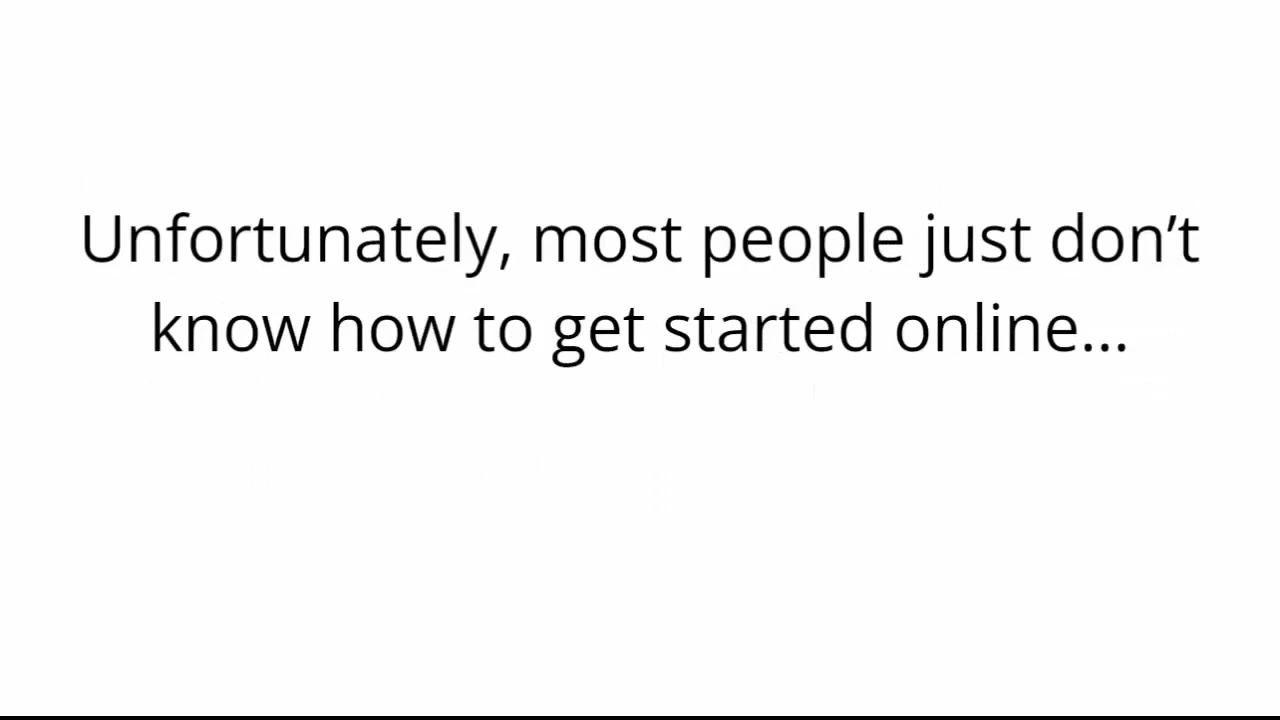 Unfortunately, most people just don’t
know how to get started online...